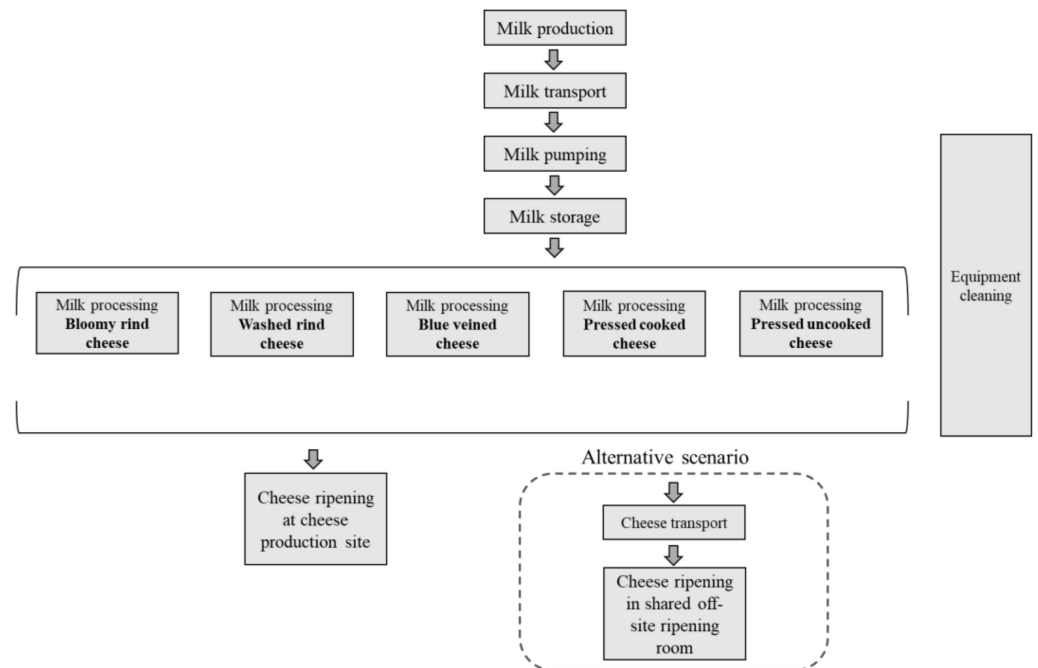 Milk production
Milk transport
Milk pumping
Milk storage
Milk processing
Bloomy rind
cheese
Milk processing
Washed rind
cheese
Milk processing
Blue veined
cheese
Milk processing
Pressed cooked
cheese
Milk processing
Pressed uncooked
cheese
Equipment
cleaning
Cheese ripening
at cheese
production site
Alternative scenario
Cheese transport
Cheese ripening
in shared off-
site ripening
room